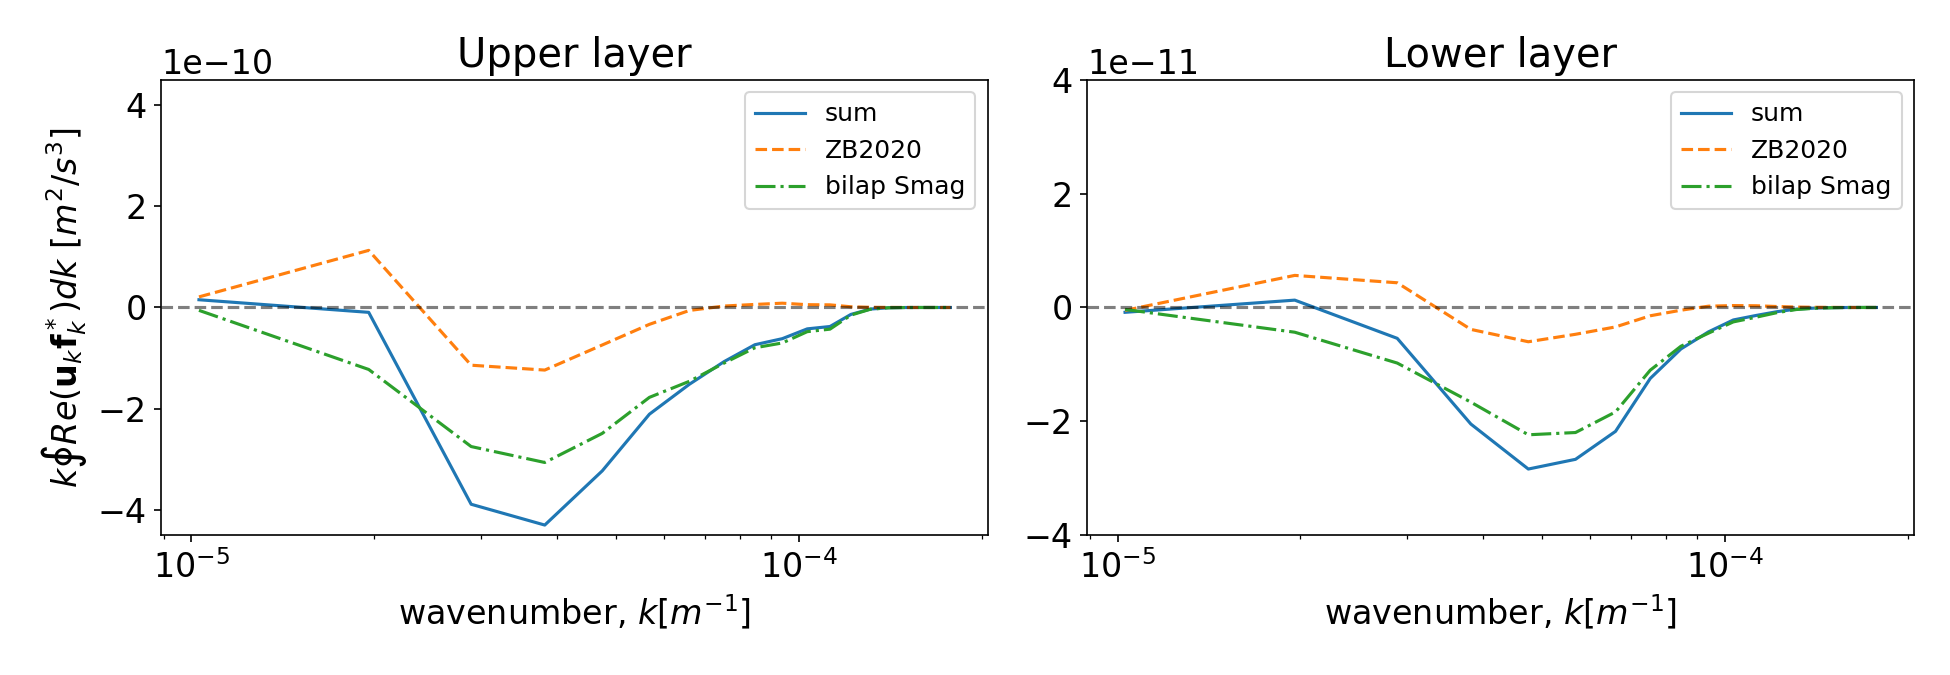 Upper layer
1e−10
4
2
0
−2
−4
k∮Re(u_k f_k^*)dk [m²/s³]
sum
ZB2020
bilap Smag
10⁻⁵
10⁻⁴
wavenumber, k[m⁻¹]
Lower layer
1e−11
4
2
0
−2
−4
sum
ZB2020
bilap Smag
10⁻⁵
10⁻⁴
wavenumber, k[m⁻¹]